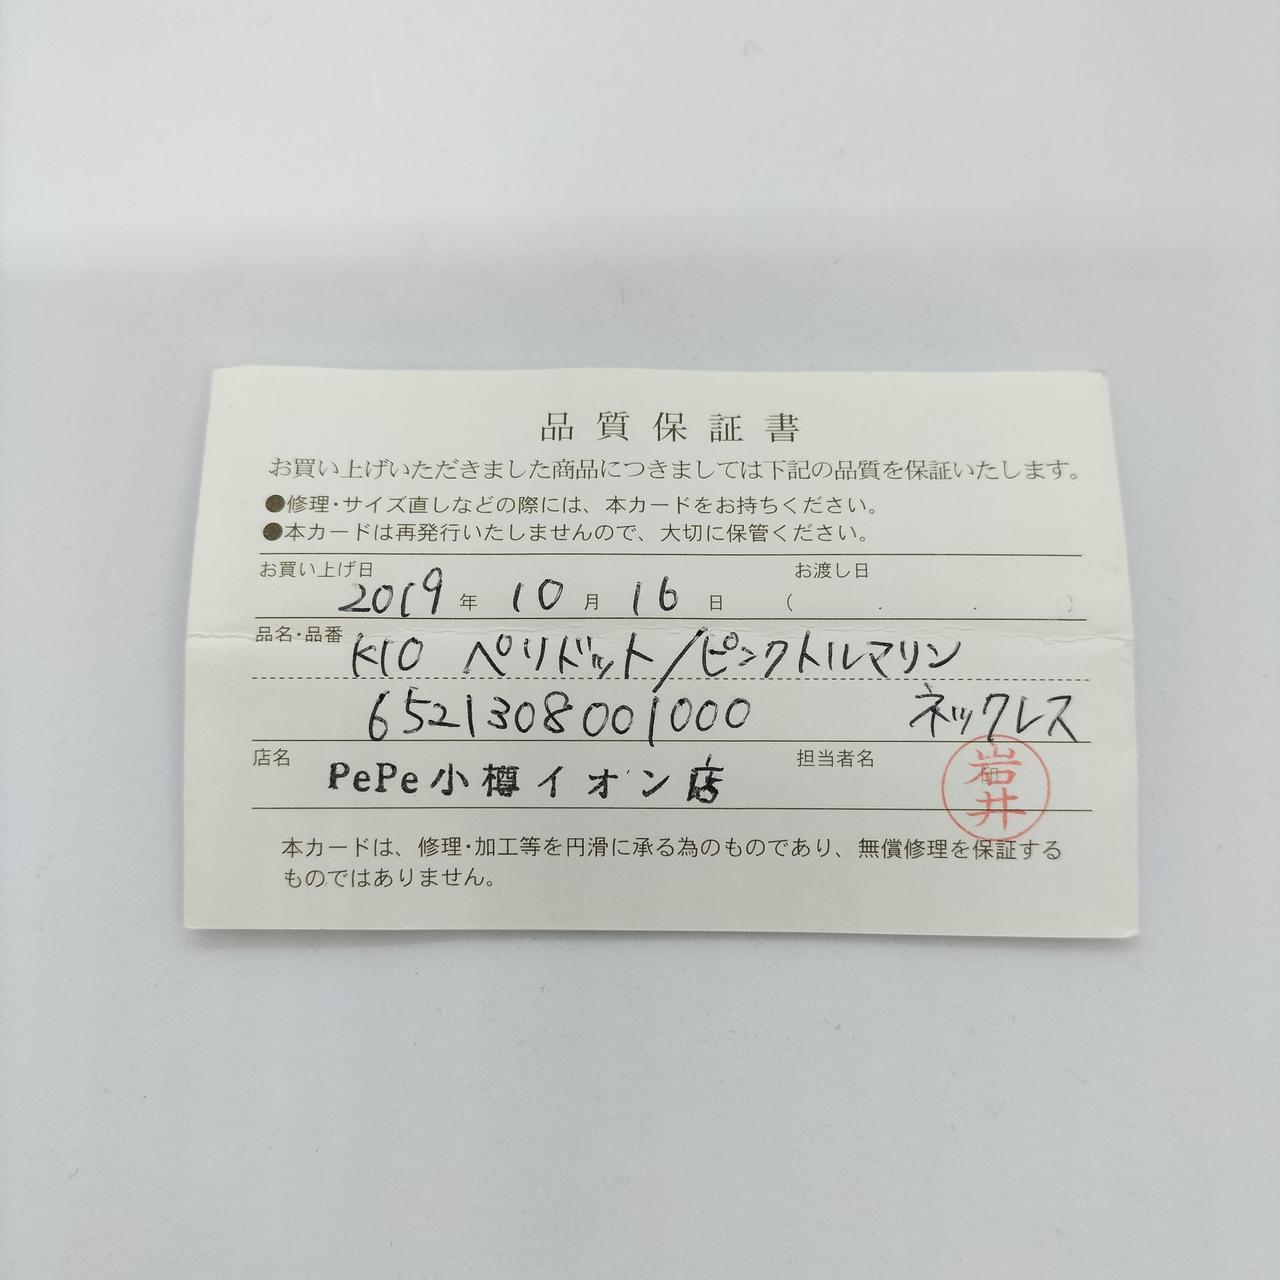 品質保証書
お買い上げいただきました商品につきましては下記の品質を保証いたします。
●修理・サイズ直しなどの際には、本カードをお持ちください。
●本カードは再発行いたしませんので、大切に保管ください。
お買い上げ日 2019年10月16日 お渡し日 ( . . )
品名・品番 K10 ペリドット/ピンクトルマリン
6521308001000 ネックレス
店名 PePe小樽イオン店 担当者名 岩井
本カードは、修理・加工等を円滑に承る為のものであり、無償修理を保証する
ものではありません。